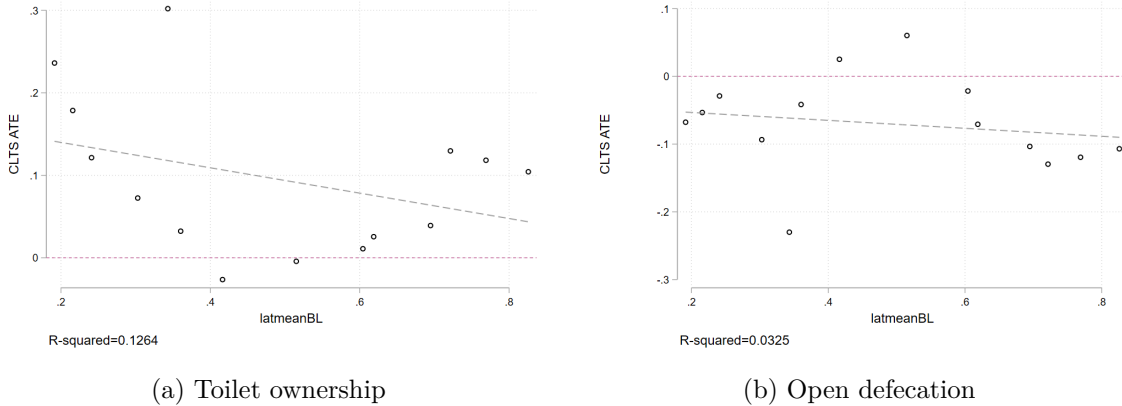 .3
.2
.1
0
CLTS ATE
.2
.4
.6
.8
latmeanBL
R-squared=0.1264
(a) Toilet ownership
.1
0
-.1
-.2
-.3
CLTS ATE
.2
.4
.6
.8
latmeanBL
R-squared=0.0325
(b) Open defecation